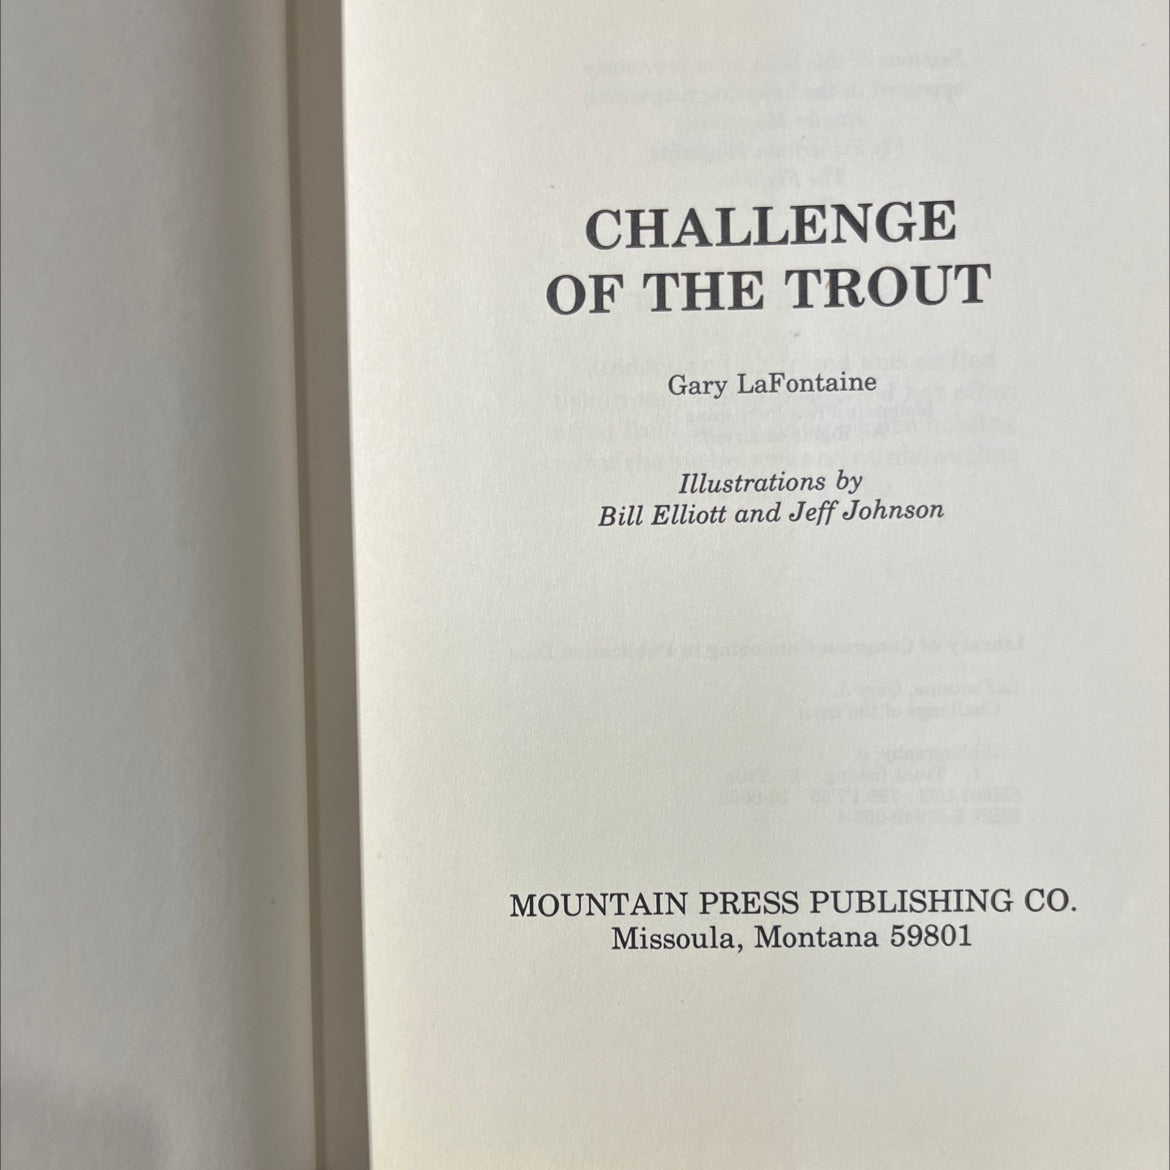 CHALLENGE
OF THE TROUT
Gary LaFontaine
Illustrations by
Bill Elliott and Jeff Johnson
MOUNTAIN PRESS PUBLISHING CO.
Missoula, Montana 59801